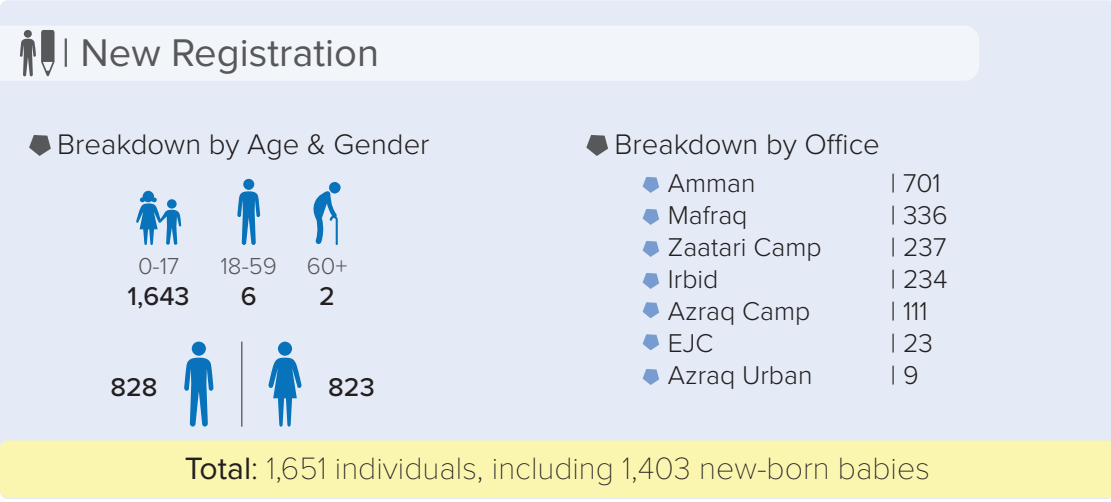 | New Registration
Breakdown by Age & Gender
0-17 18-59 60+
1,643 6 2
828 823
Breakdown by Office
Amman | 701
Mafraq | 336
Zaatari Camp | 237
Irbid | 234
Azraq Camp | 111
EJC | 23
Azraq Urban | 9
Total: 1,651 individuals, including 1,403 new-born babies